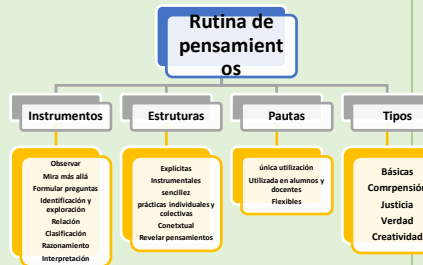 Rutina de
pensamient
os
Instrumentos
Estruturas
Pautas
Tipos
Observar
Mira más allá
Formular preguntas
Identificación y
exploración
Relación
Clasificación
Razonamiento
Interpretación
Explícitas
Instrumentales
sencillez
prácticas individuales y
colectivas
Conetxtual
Revelar pensamientos
única utilización
Utilizada en alumnos y
docentes
Flexibles
Básicas
Comrpensión
Justicia
Verdad
Creatividad